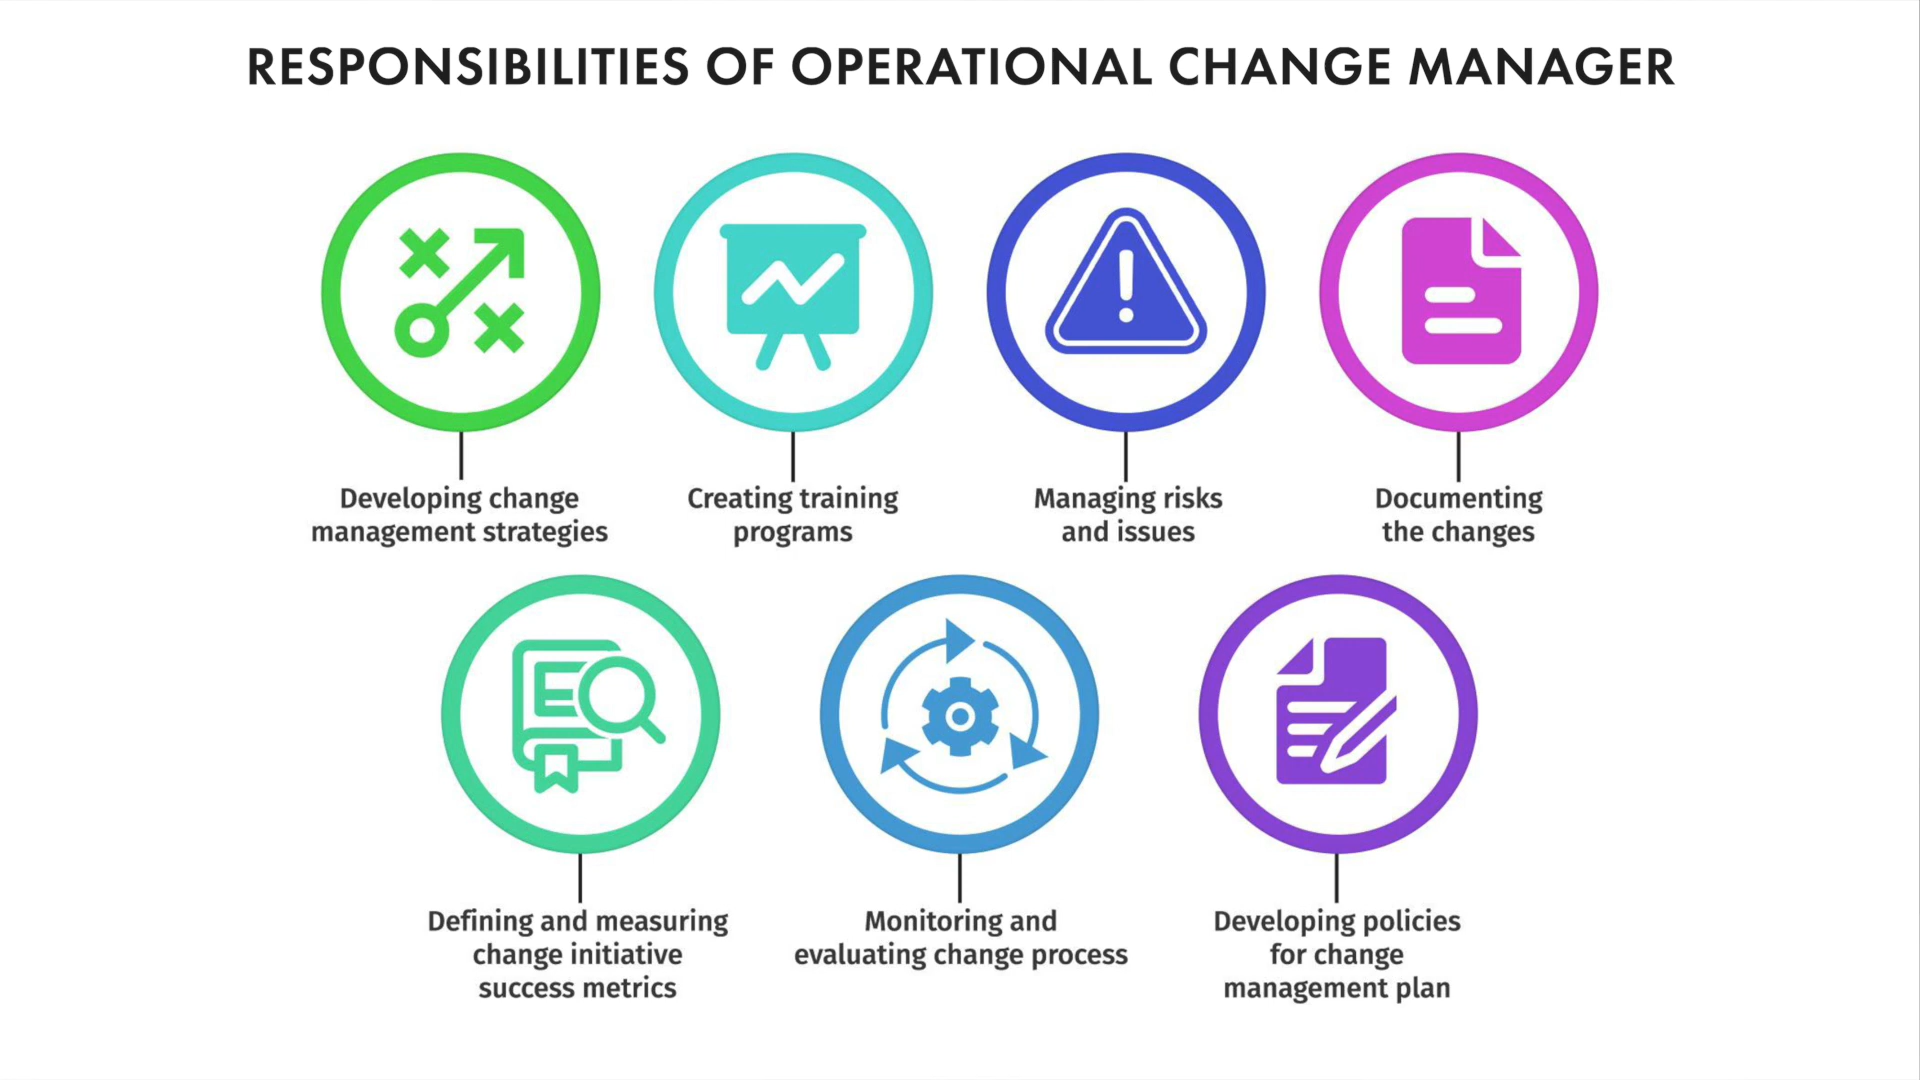 RESPONSIBILITIES OF OPERATIONAL CHANGE MANAGER
Developing change
management strategies
Creating training
programs
Managing risks
and issues
Documenting
the changes
Defining and measuring
change initiative
success metrics
Monitoring and
evaluating change process
Developing policies
for change
management plan